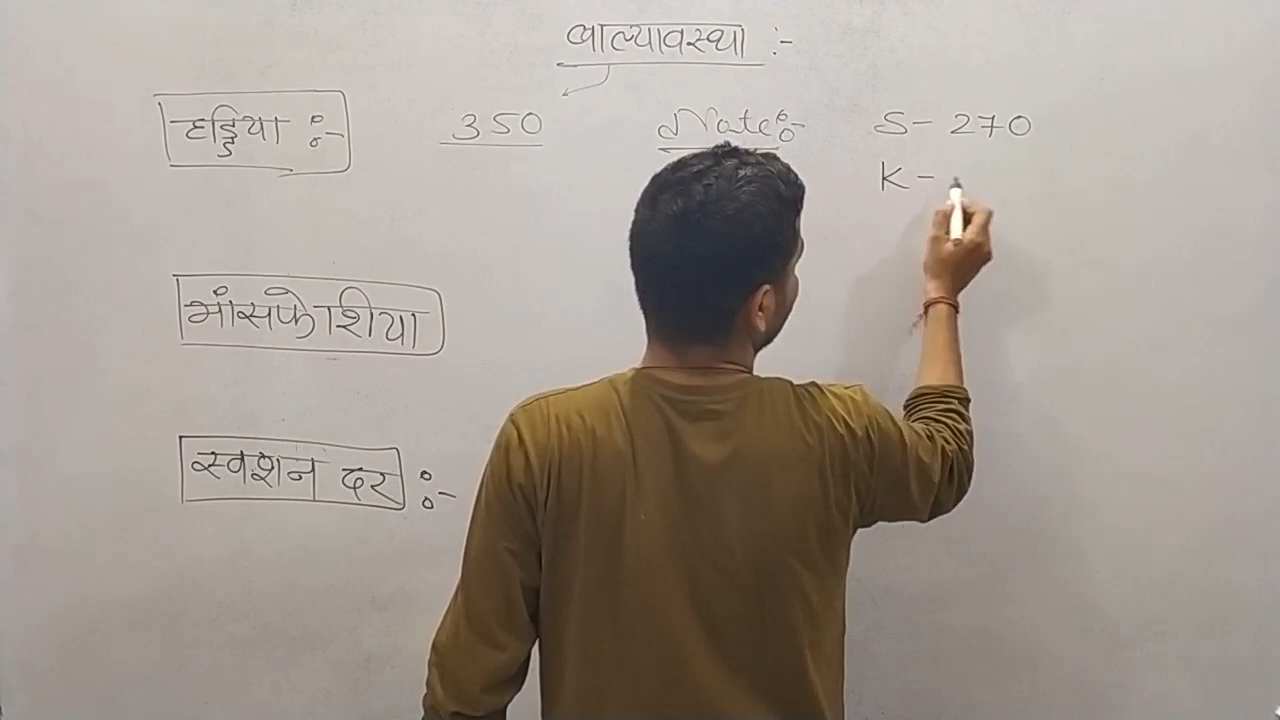 बाल्यावस्था :-
हड्डिया :- 350 Note:- S- 270
K-
मांसपेशिया
स्वशन दर :-